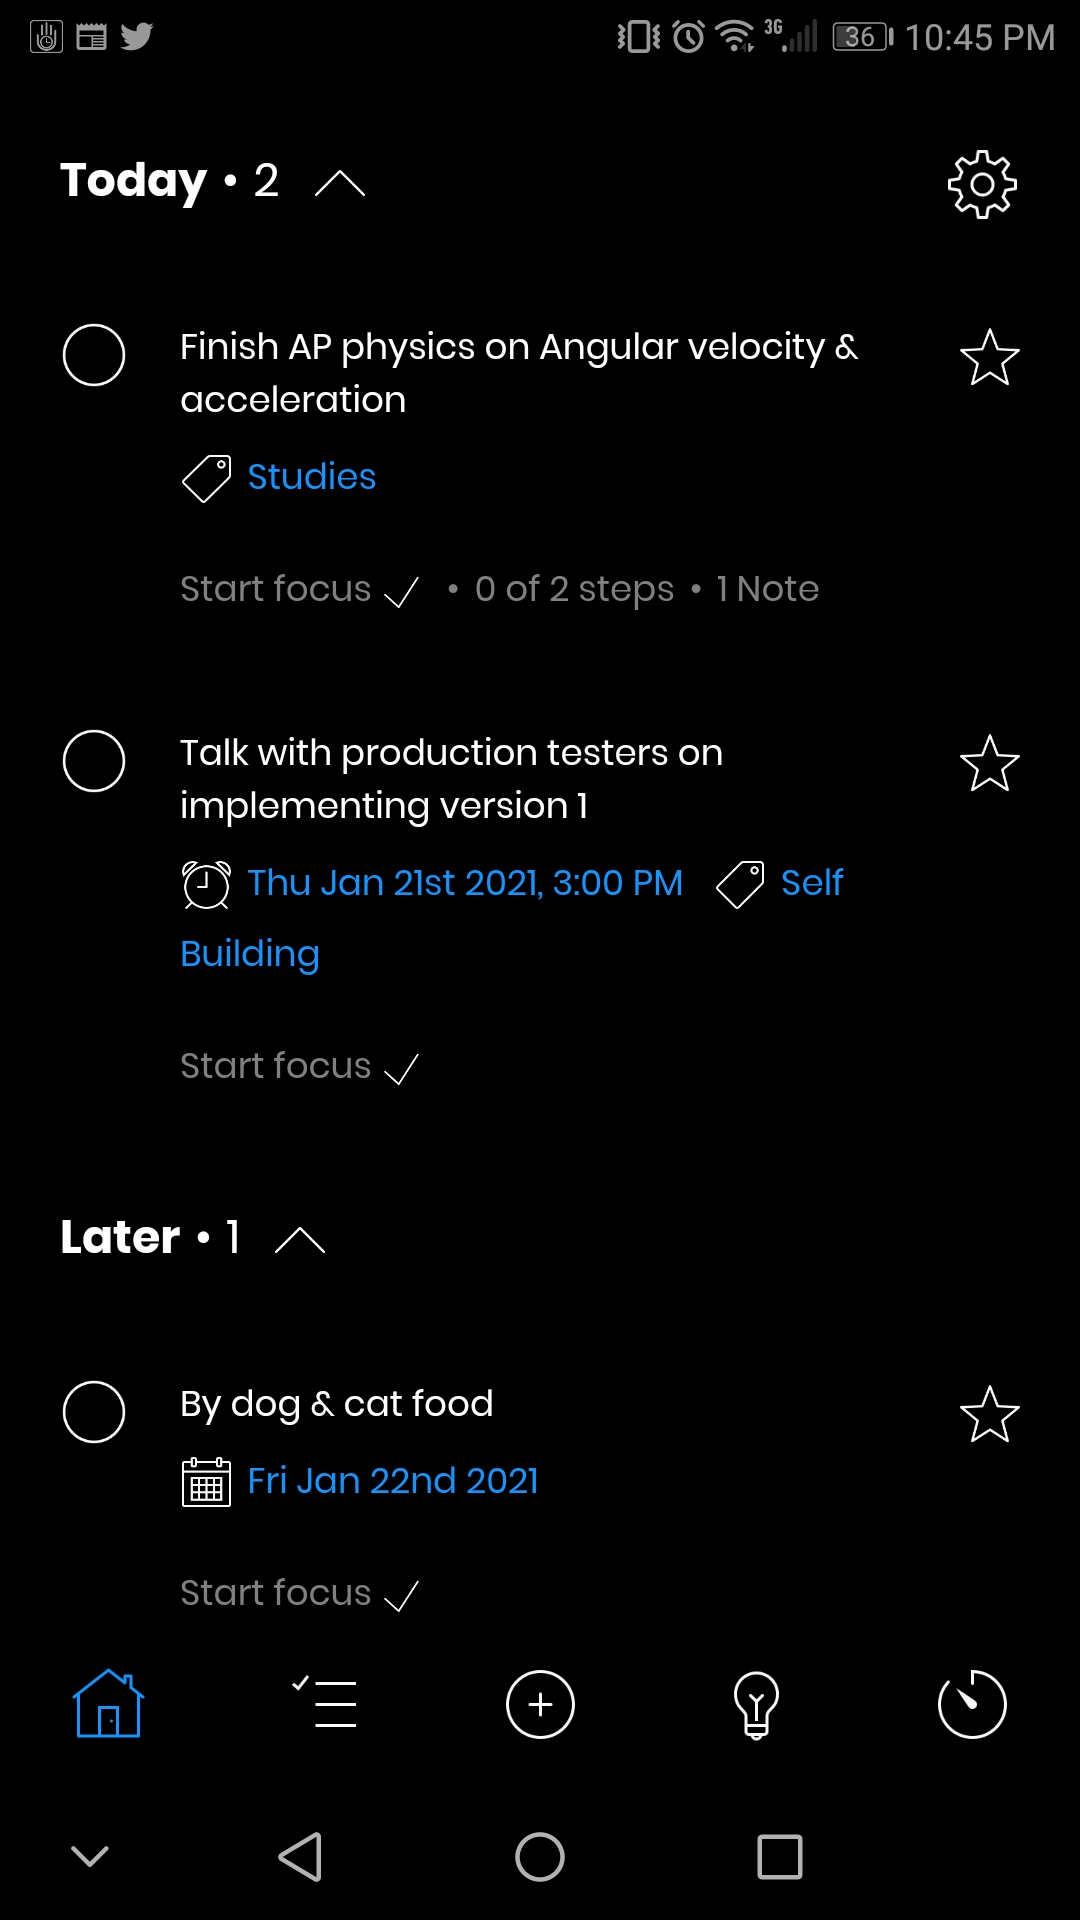 3G 36 10:45 PM
Today • 2
Finish AP physics on Angular velocity &
acceleration
Studies
Start focus • 0 of 2 steps • 1 Note
Talk with production testers on
implementing version 1
Thu Jan 21st 2021, 3:00 PM Self
Building
Start focus
Later • 1
By dog & cat food
Fri Jan 22nd 2021
Start focus